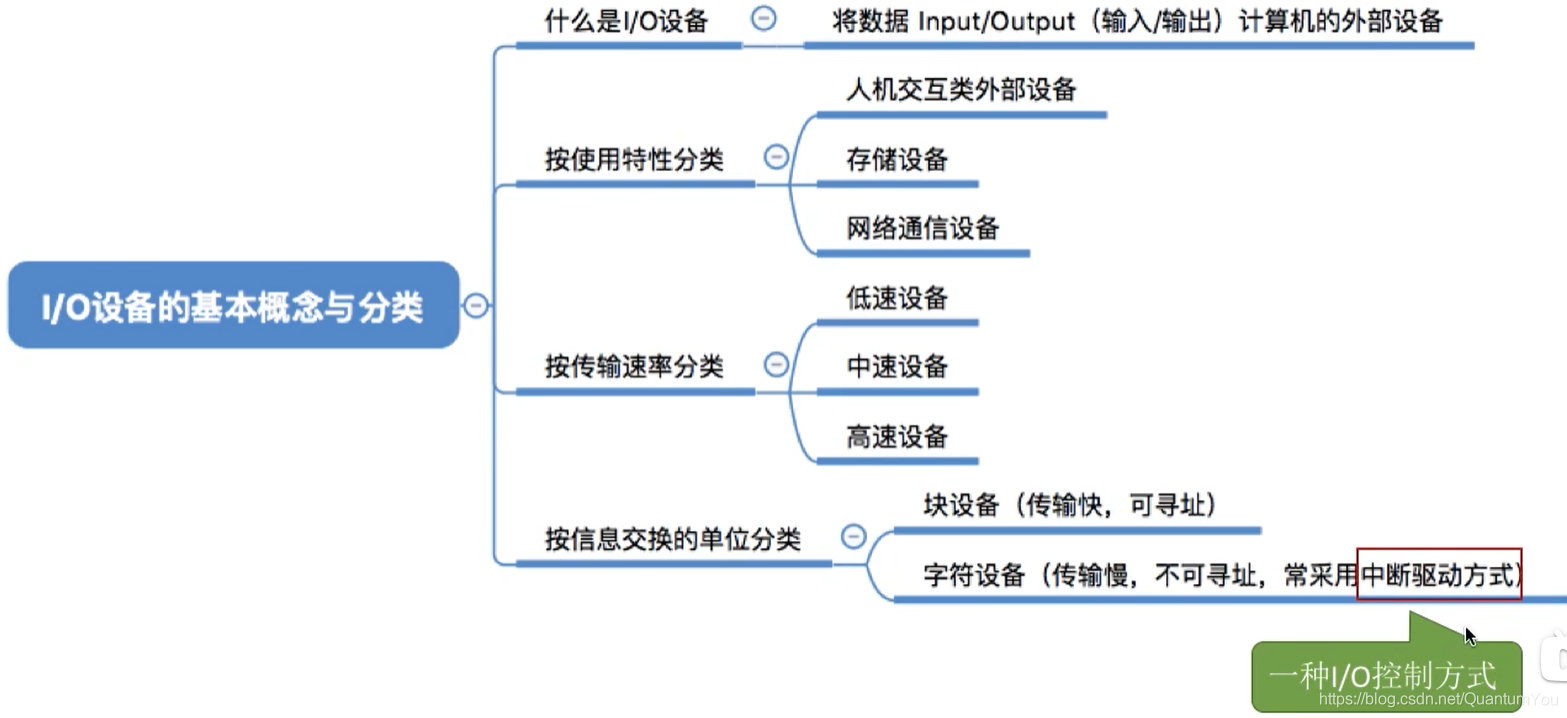 什么是I/O设备
将数据 Input/Output（输入/输出）计算机的外部设备
按使用特性分类
人机交互类外部设备
存储设备
网络通信设备
I/O设备的基本概念与分类
按传输速率分类
低速设备
中速设备
高速设备
按信息交换的单位分类
块设备（传输快，可寻址）
字符设备（传输慢，不可寻址，常采用中断驱动方式）
一种I/O控制方式
https://blog.csdn.net/QuantumYou